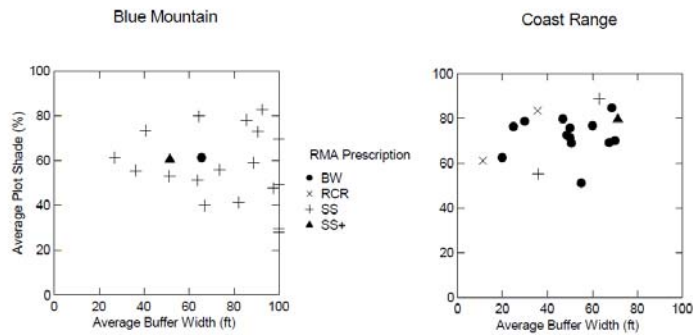 Blue Mountain
Coast Range
Average Plot Shade (%)
100
80
60
40
20
0
0 20 40 60 80 100
Average Buffer Width (ft)
RMA Prescription
BW
RCR
SS
SS+
100
80
60
40
20
0
0 20 40 60 80 100
Average Buffer Width (ft)